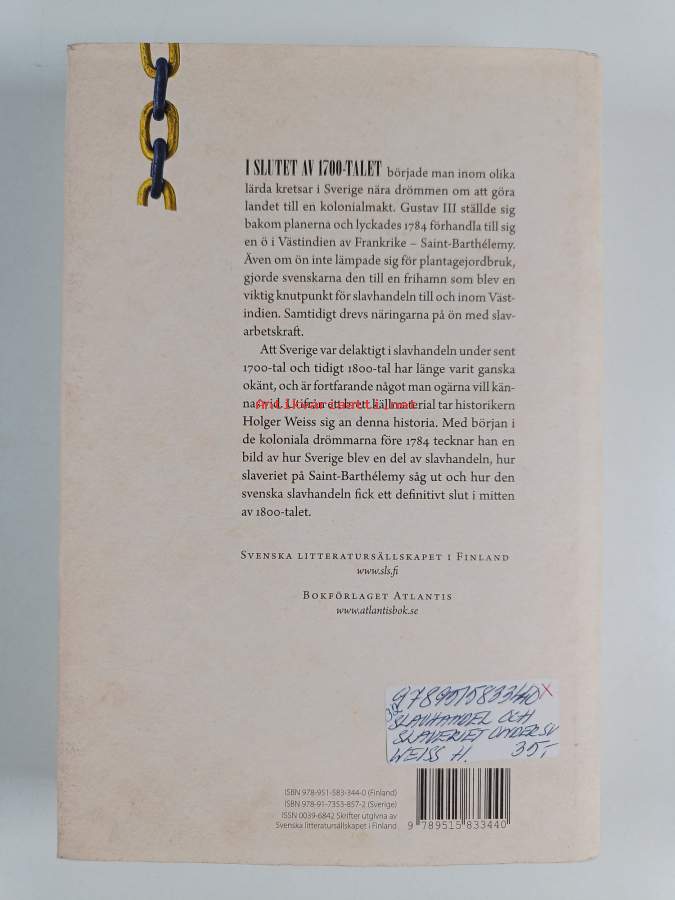 I SLUTET AV 1700-TALET började man inom olika
lärda kretsar i Sverige nära drömmen om att göra
landet till en kolonialmakt. Gustav III ställde sig
bakom planerna och lyckades 1784 förhandla till sig
en ö i Västindien av Frankrike – Saint-Barthélemy.
Även om ön inte lämpade sig för plantagejordbruk,
gjorde svenskarna den till en frihamn som blev en
viktig knutpunkt för slavhandeln till och inom Väst-
indien. Samtidigt drevs näringarna på ön med slav-
arbetskraft.
Att Sverige var delaktigt i slavhandeln under sent
1700-tal och tidigt 1800-tal har länge varit ganska
okänt, och är fortfarande något man ogärna vill kän-
nas vid. Utifrån ett rikt källmaterial tar historikern
Holger Weiss sig an denna historia. Med början i
de koloniala drömmarna före 1784 tecknar han en
bild av hur Sverige blev en del av slavhandeln, hur
slaveriet på Saint-Barthélemy såg ut och hur den
svenska slavhandeln fick ett definitivt slut i mitten
av 1800-talet.
SVENSKA LITTERATURSÄLLSKAPET I FINLAND
www.sls.fi
BOKFÖRLAGET ATLANTIS
www.atlantisbok.se
9789515833440 X
SLAVHANDEL OCH
SLAVERIET UNDER SV
WEISS H. 35,-
ISBN 978-951-583-344-0 (Finland)
ISBN 978-91-7353-857-2 (Sverige)
ISSN 0039-6842 Skrifter utgivna av
Svenska litteratursällskapet i Finland
9 789515 833440